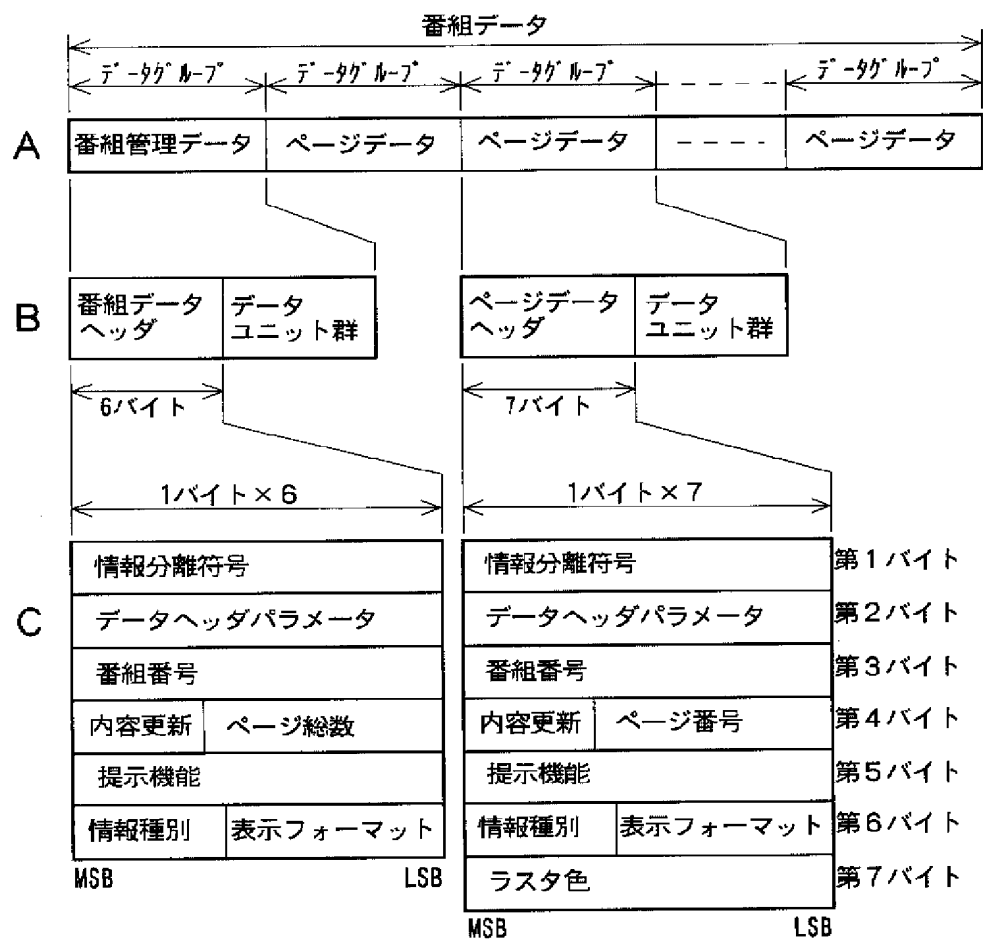 番組データ
データグループ データグループ データグループ データグループ
A 番組管理データ ページデータ ページデータ ページデータ
B 番組データ ヘッダ データ ユニット群 ページデータ ヘッダ データ ユニット群
6バイト 7バイト
1バイト×6 1バイト×7
C
情報分離符号 情報分離符号 第1バイト
データヘッダパラメータ データヘッダパラメータ 第2バイト
番組番号 番組番号 第3バイト
内容更新 ページ総数 内容更新 ページ番号 第4バイト
提示機能 提示機能 第5バイト
情報種別 表示フォーマット 情報種別 表示フォーマット 第6バイト
MSB LSB ラスタ色 第7バイト
MSB LSB